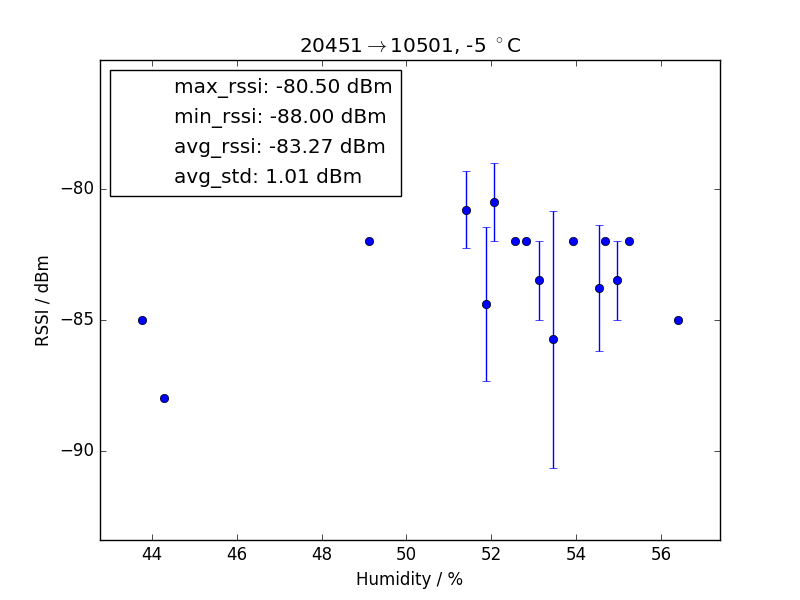 20451→10501, -5 °C
max_rssi: -80.50 dBm
min_rssi: -88.00 dBm
avg_rssi: -83.27 dBm
avg_std: 1.01 dBm
−80
−85
−90
RSSI / dBm
44 46 48 50 52 54 56
Humidity / %